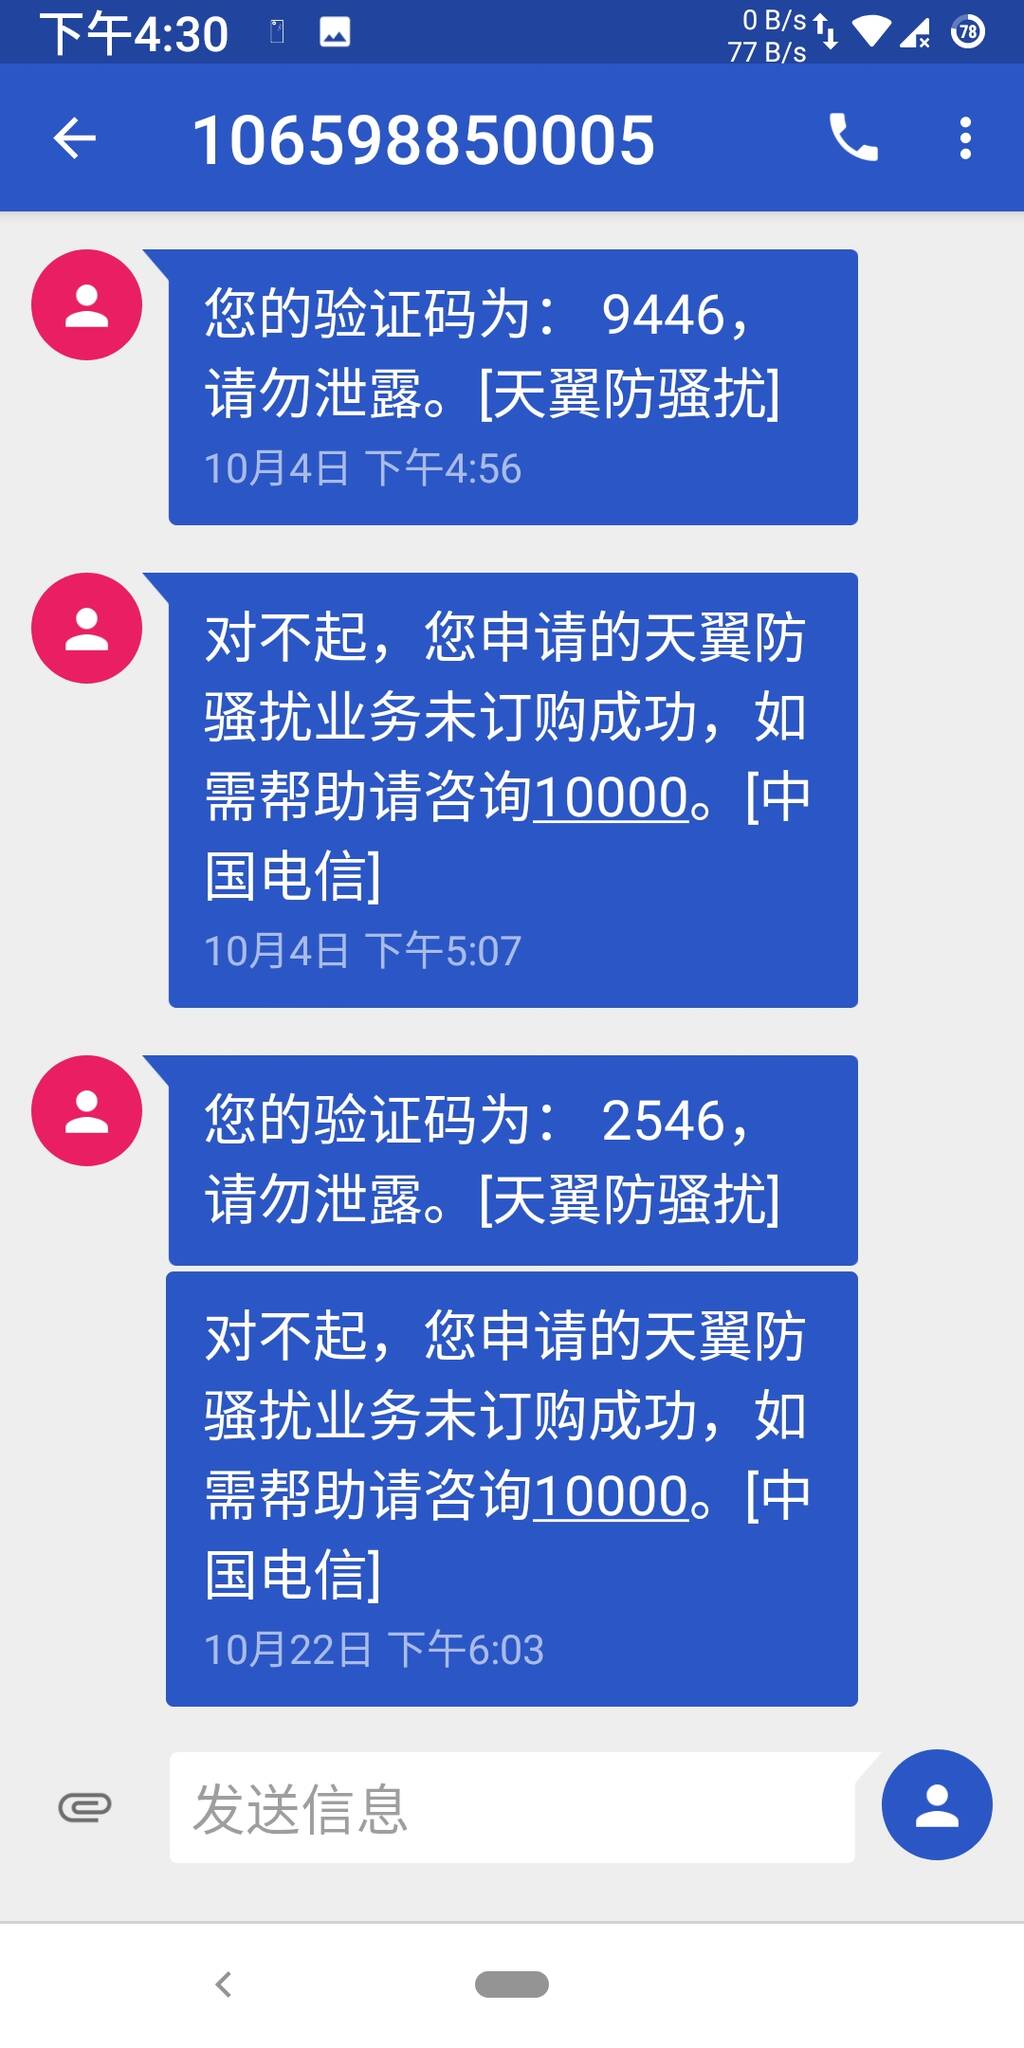 下午4:30
0 B/s
77 B/s
78
106598850005
您的验证码为： 9446，
请勿泄露。[天翼防骚扰]
10月4日 下午4:56
对不起，您申请的天翼防
骚扰业务未订购成功，如
需帮助请咨询10000。[中
国电信]
10月4日 下午5:07
您的验证码为： 2546，
请勿泄露。[天翼防骚扰]
对不起，您申请的天翼防
骚扰业务未订购成功，如
需帮助请咨询10000。[中
国电信]
10月22日 下午6:03
发送信息